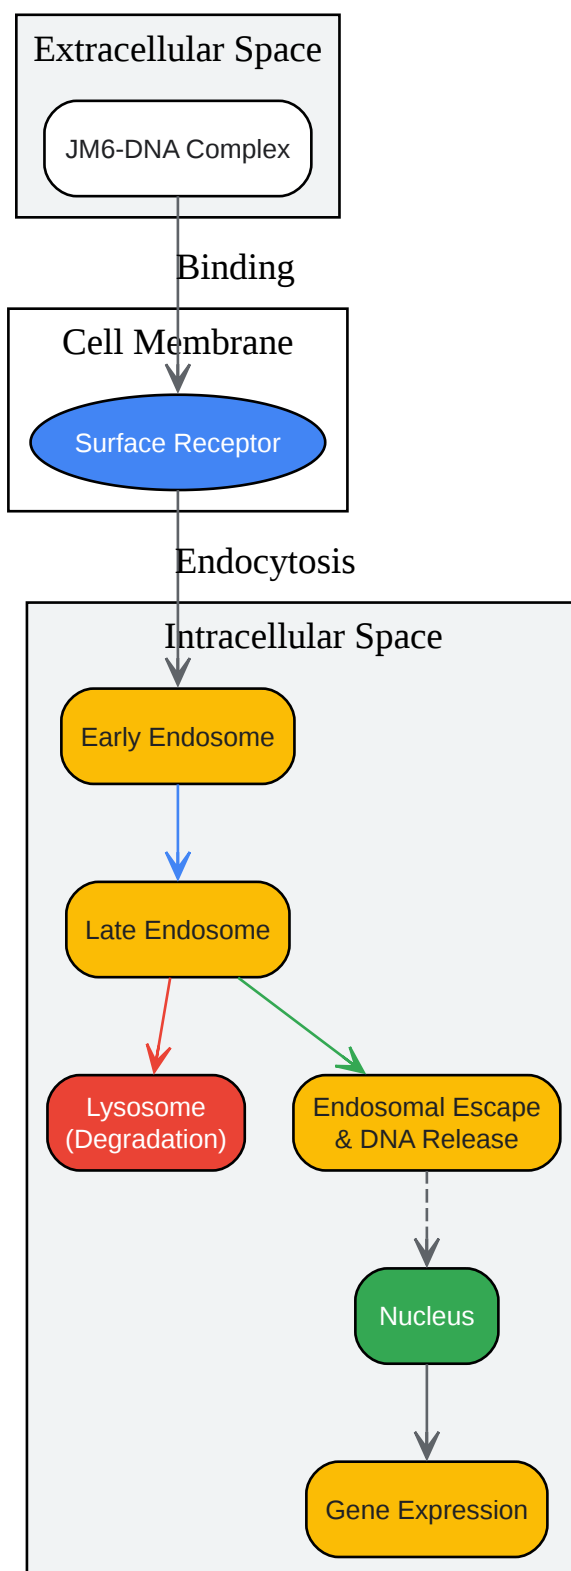 Extracellular Space
JM6-DNA Complex
Binding
Cell Membrane
Surface Receptor
Endocytosis
Intracellular Space
Early Endosome
Late Endosome
Lysosome
(Degradation)
Endosomal Escape
& DNA Release
Nucleus
Gene Expression